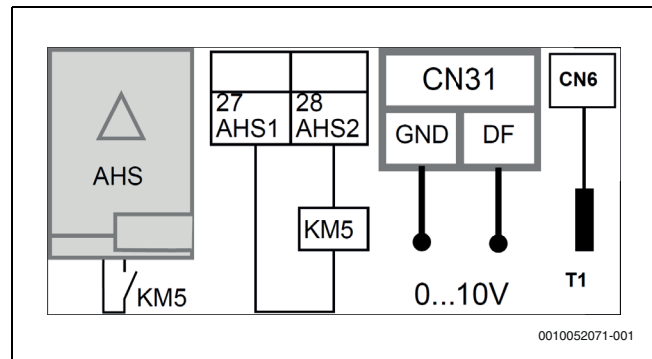 AHS
KM5
27 28
AHS1 AHS2
KM5
CN31
GND DF
0...10V
CN6
T1
0010052071-001